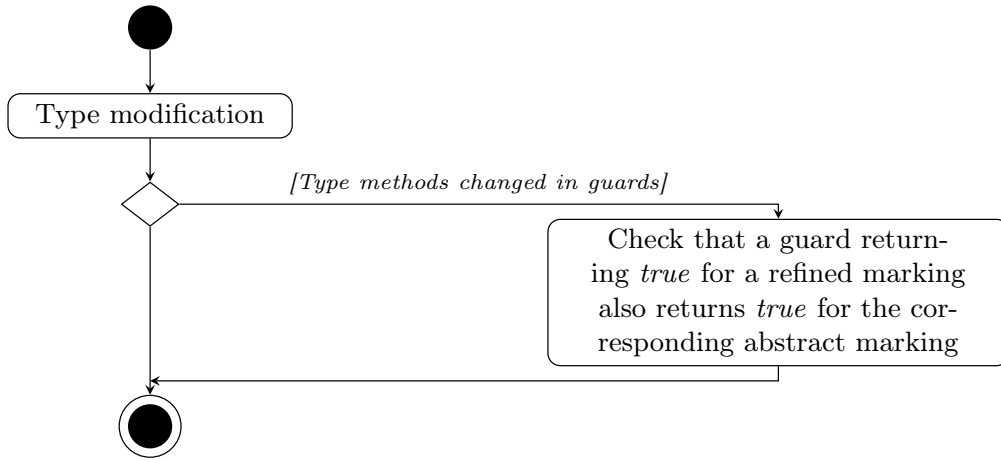 Type modification
[Type methods changed in guards]
Check that a guard return-
ing true for a refined marking
also returns true for the cor-
responding abstract marking